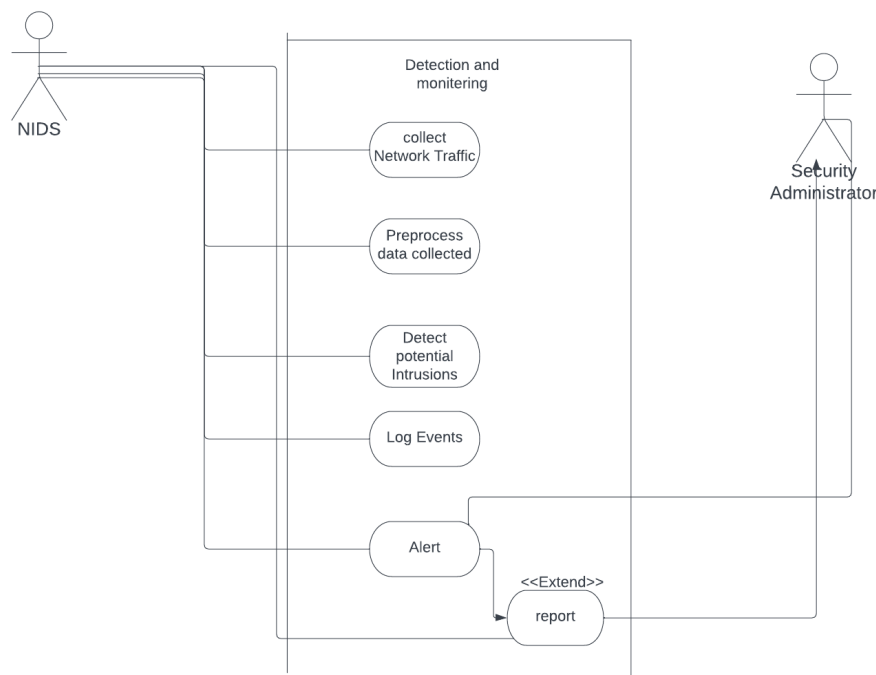 Detection and
monitering
NIDS
collect
Network Traffic
Security
Administrator
Preprocess
data collected
Detect
potential
Intrusions
Log Events
Alert
<<Extend>>
report